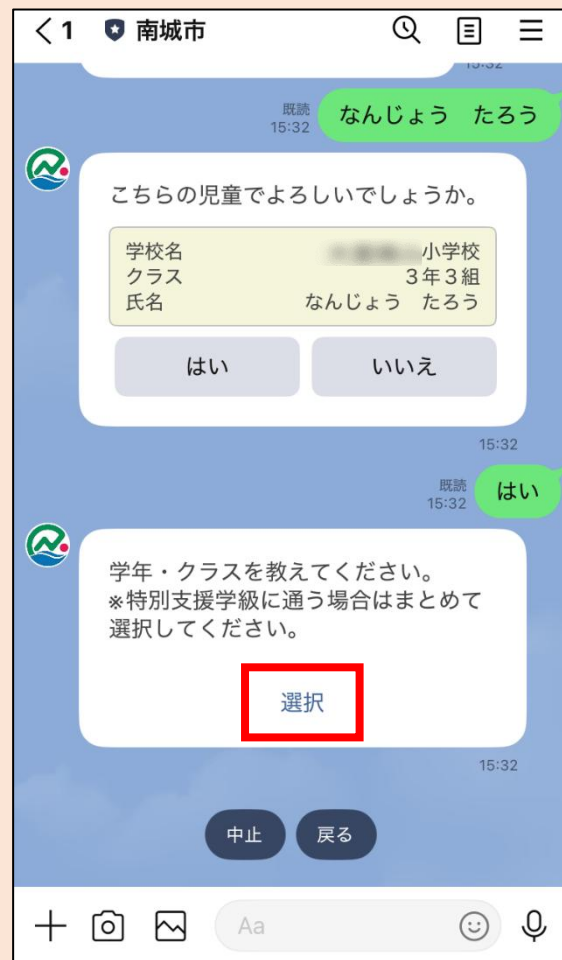 1 南城市
15:32
既読
15:32
なんじょう たろう
こちらの児童でよろしいでしょうか。
学校名 小学校
クラス 3年3組
氏名 なんじょう たろう
はい いいえ
15:32
既読
15:32
はい
学年・クラスを教えてください。
※特別支援学級に通う場合はまとめて
選択してください。
選択
15:32
中止 戻る
Aa